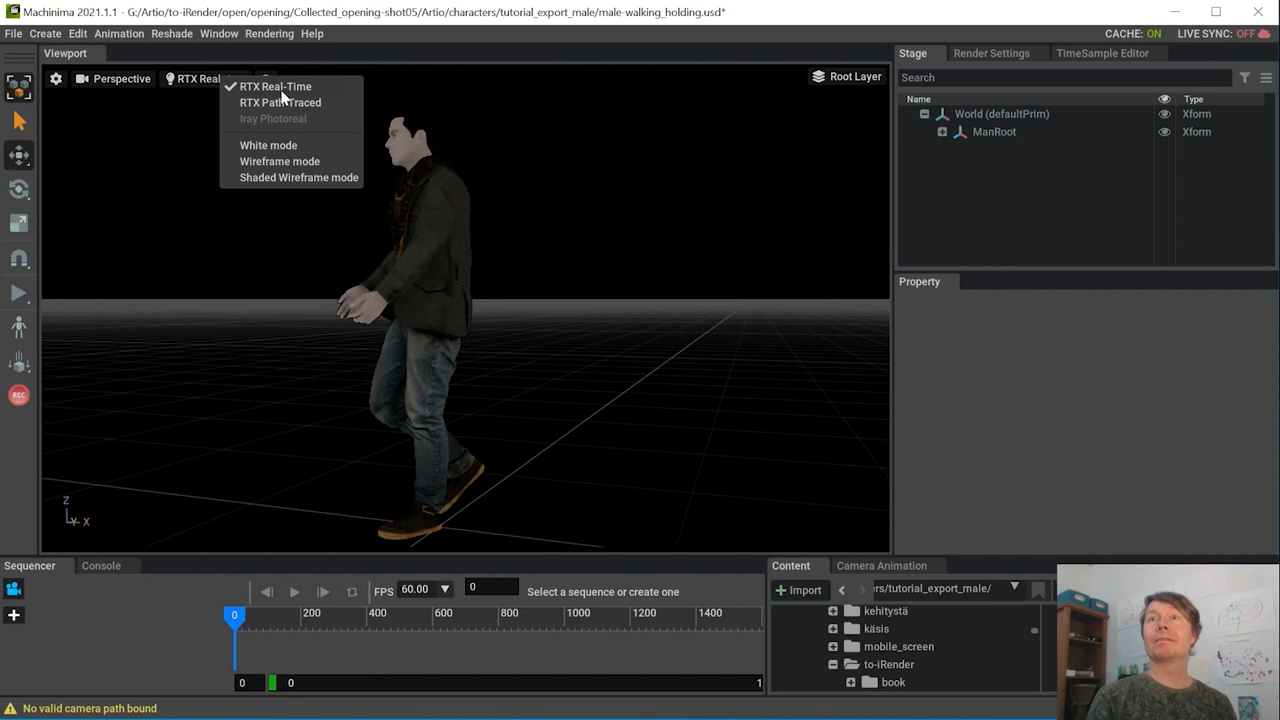 Machinima 2021.1.1 - G:/Artio/to-iRender/open/opening/Collected_opening-shot05/Artio/characters/tutorial_export_male/male-walking_holding.usd*
File Create Edit Animation Reshade Window Rendering Help
CACHE: ON LIVE SYNC: OFF
Viewport
Perspective
RTX Real-
Root Layer
RTX Real-Time
RTX Path-Traced
Iray Photoreal
White mode
Wireframe mode
Shaded Wireframe mode
Z
Y X
REC
Stage Render Settings TimeSample Editor
Search
Name Type
World (defaultPrim) Xform
ManRoot Xform
Property
Sequencer Console
FPS 60.00 0 Select a sequence or create one
0 200 400 600 800 1000 1200 1400
0 0 1
Content Camera Animation
Import ers/tutorial_export_male/
kehitystä
käsis
mobile_screen
to-iRender
book
No valid camera path bound